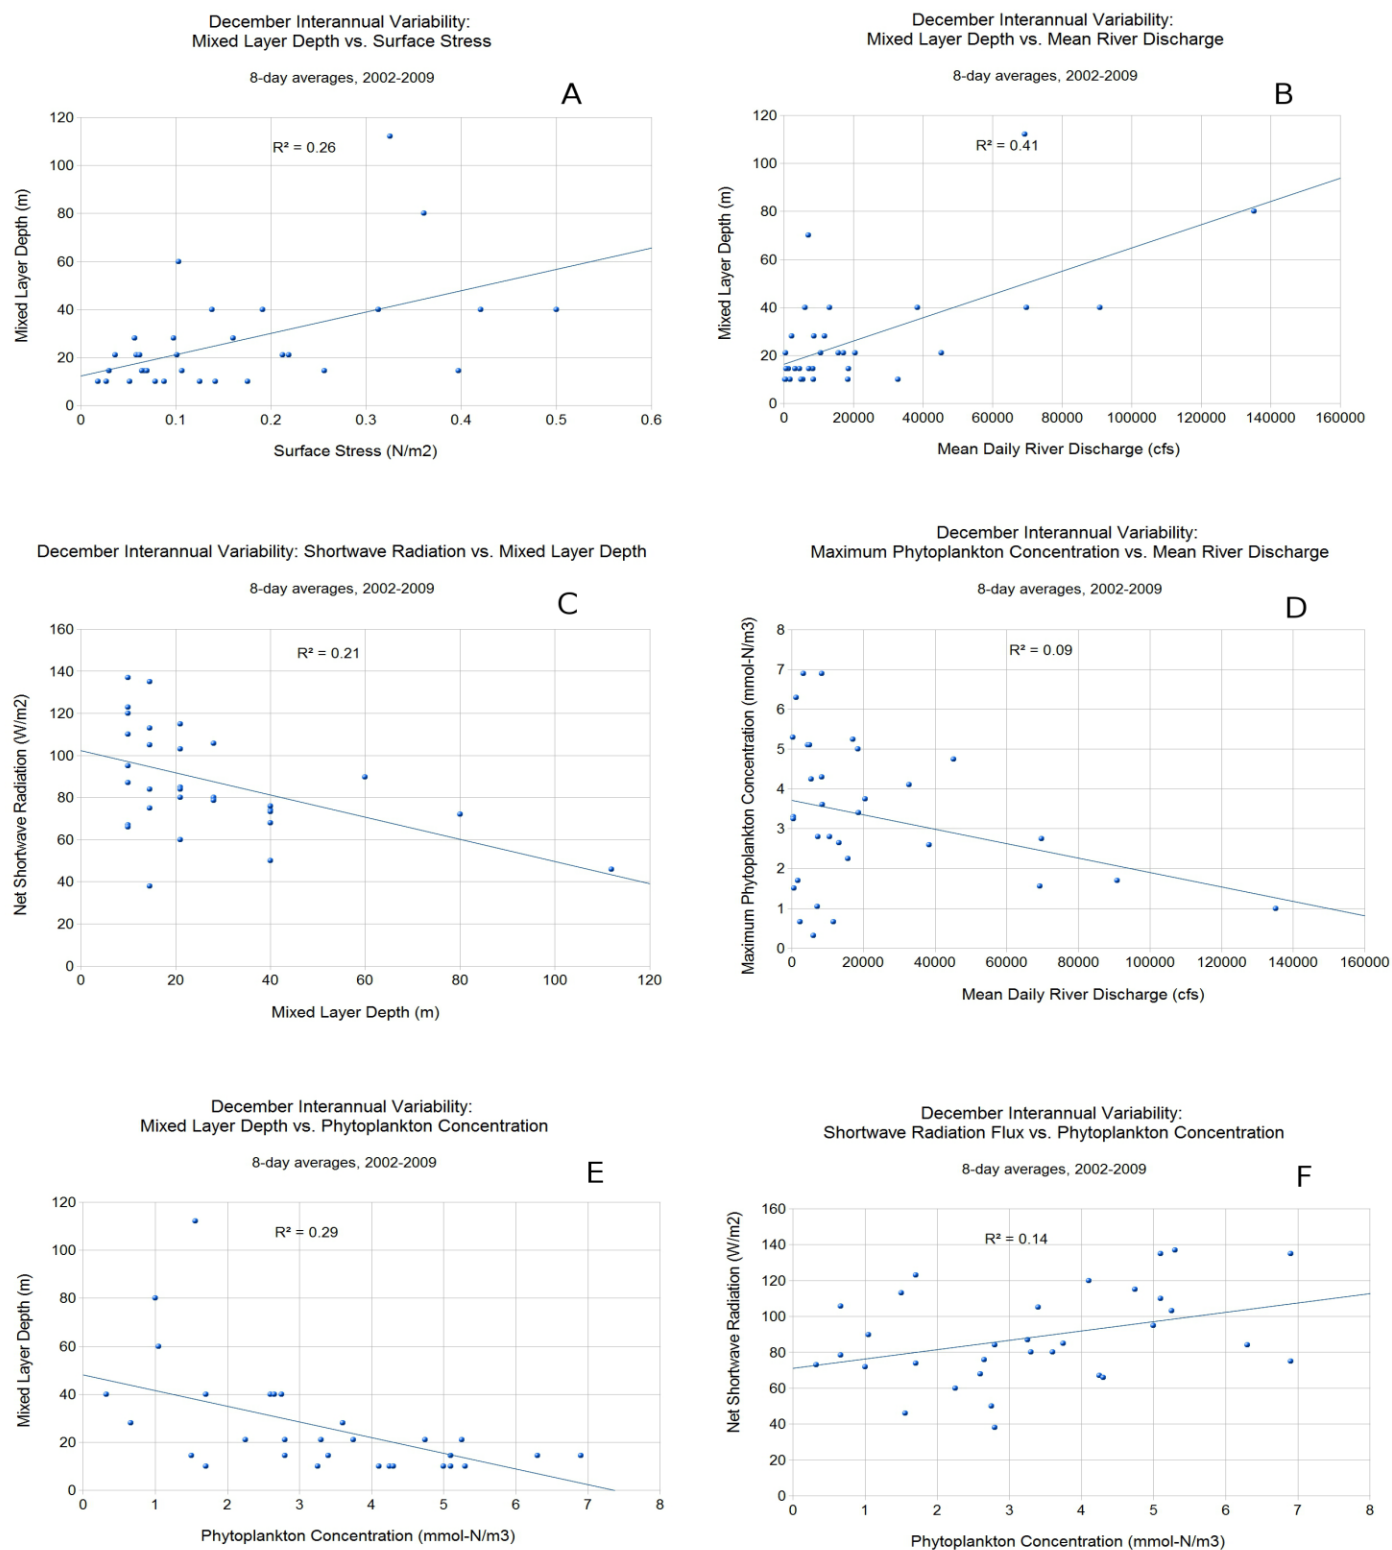 December Interannual Variability:
Mixed Layer Depth vs. Surface Stress
8-day averages, 2002-2009
A
R² = 0.26
Mixed Layer Depth (m)
120
100
80
60
40
20
0
0 0.1 0.2 0.3 0.4 0.5 0.6
Surface Stress (N/m2)
December Interannual Variability:
Mixed Layer Depth vs. Mean River Discharge
8-day averages, 2002-2009
B
R² = 0.41
Mixed Layer Depth (m)
120
100
80
60
40
20
0
0 20000 40000 60000 80000 100000 120000 140000 160000
Mean Daily River Discharge (cfs)
December Interannual Variability: Shortwave Radiation vs. Mixed Layer Depth
8-day averages, 2002-2009
C
R² = 0.21
Net Shortwave Radiation (W/m2)
160
140
120
100
80
60
40
20
0
0 20 40 60 80 100 120
Mixed Layer Depth (m)
December Interannual Variability:
Maximum Phytoplankton Concentration vs. Mean River Discharge
8-day averages, 2002-2009
D
R² = 0.09
Maximum Phytoplankton Concentration (mmol-N/m3)
8
7
6
5
4
3
2
1
0
0 20000 40000 60000 80000 100000 120000 140000 160000
Mean Daily River Discharge (cfs)
December Interannual Variability:
Mixed Layer Depth vs. Phytoplankton Concentration
8-day averages, 2002-2009
E
R² = 0.29
Mixed Layer Depth (m)
120
100
80
60
40
20
0
0 1 2 3 4 5 6 7 8
Phytoplankton Concentration (mmol-N/m3)
December Interannual Variability:
Shortwave Radiation Flux vs. Phytoplankton Concentration
8-day averages, 2002-2009
F
R² = 0.14
Net Shortwave Radiation (W/m2)
160
140
120
100
80
60
40
20
0
0 1 2 3 4 5 6 7 8
Phytoplankton Concentration (mmol-N/m3)